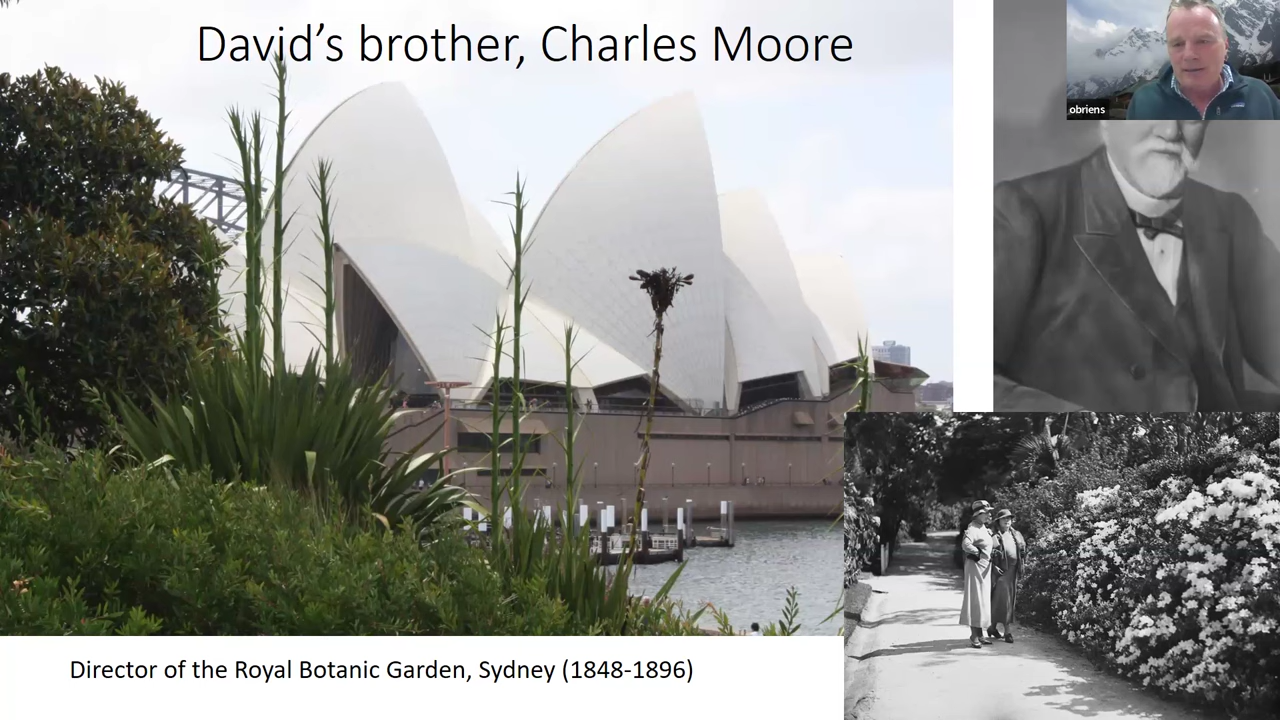 David's brother, Charles Moore
obriens
Director of the Royal Botanic Garden, Sydney (1848-1896)